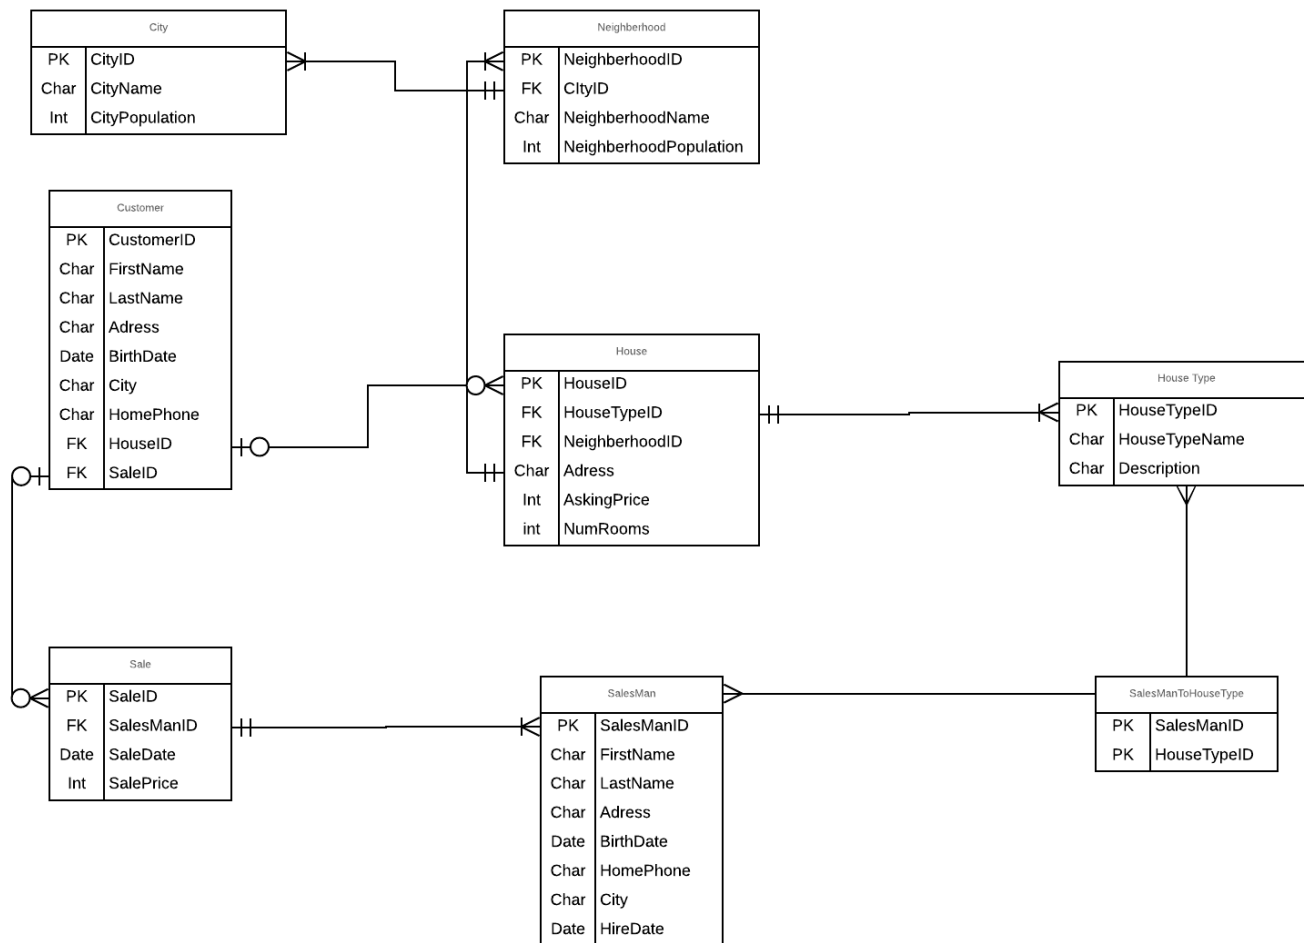 City
PK CityID
Char CityName
Int CityPopulation
Neighberhood
PK NeighberhoodID
FK CItyID
Char NeighberhoodName
Int NeighberhoodPopulation
Customer
PK CustomerID
Char FirstName
Char LastName
Char Adress
Date BirthDate
Char City
Char HomePhone
FK HouseID
FK SaleID
House
PK HouseID
FK HouseTypeID
FK NeighberhoodID
Char Adress
Int AskingPrice
int NumRooms
House Type
PK HouseTypeID
Char HouseTypeName
Char Description
Sale
PK SaleID
FK SalesManID
Date SaleDate
Int SalePrice
SalesMan
PK SalesManID
Char FirstName
Char LastName
Char Adress
Date BirthDate
Char HomePhone
Char City
Date HireDate
SalesManToHouseType
PK SalesManID
PK HouseTypeID